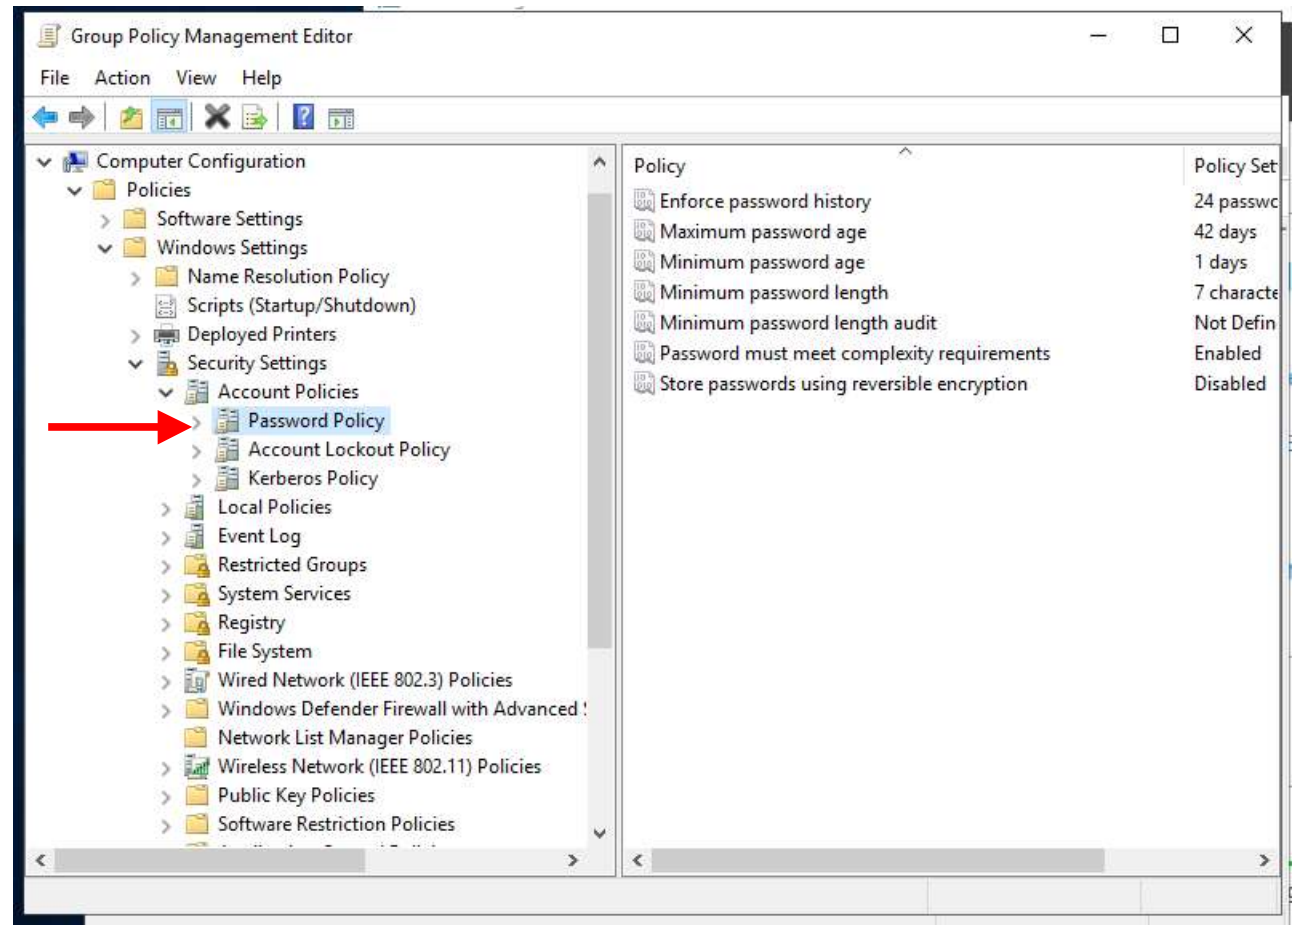 Group Policy Management Editor
File Action View Help
Computer Configuration
Policies
Software Settings
Windows Settings
Name Resolution Policy
Scripts (Startup/Shutdown)
Deployed Printers
Security Settings
Account Policies
Password Policy
Account Lockout Policy
Kerberos Policy
Local Policies
Event Log
Restricted Groups
System Services
Registry
File System
Wired Network (IEEE 802.3) Policies
Windows Defender Firewall with Advanced
Network List Manager Policies
Wireless Network (IEEE 802.11) Policies
Public Key Policies
Software Restriction Policies
Policy Policy Set
Enforce password history 24 passwc
Maximum password age 42 days
Minimum password age 1 days
Minimum password length 7 characte
Minimum password length audit Not Defin
Password must meet complexity requirements Enabled
Store passwords using reversible encryption Disabled